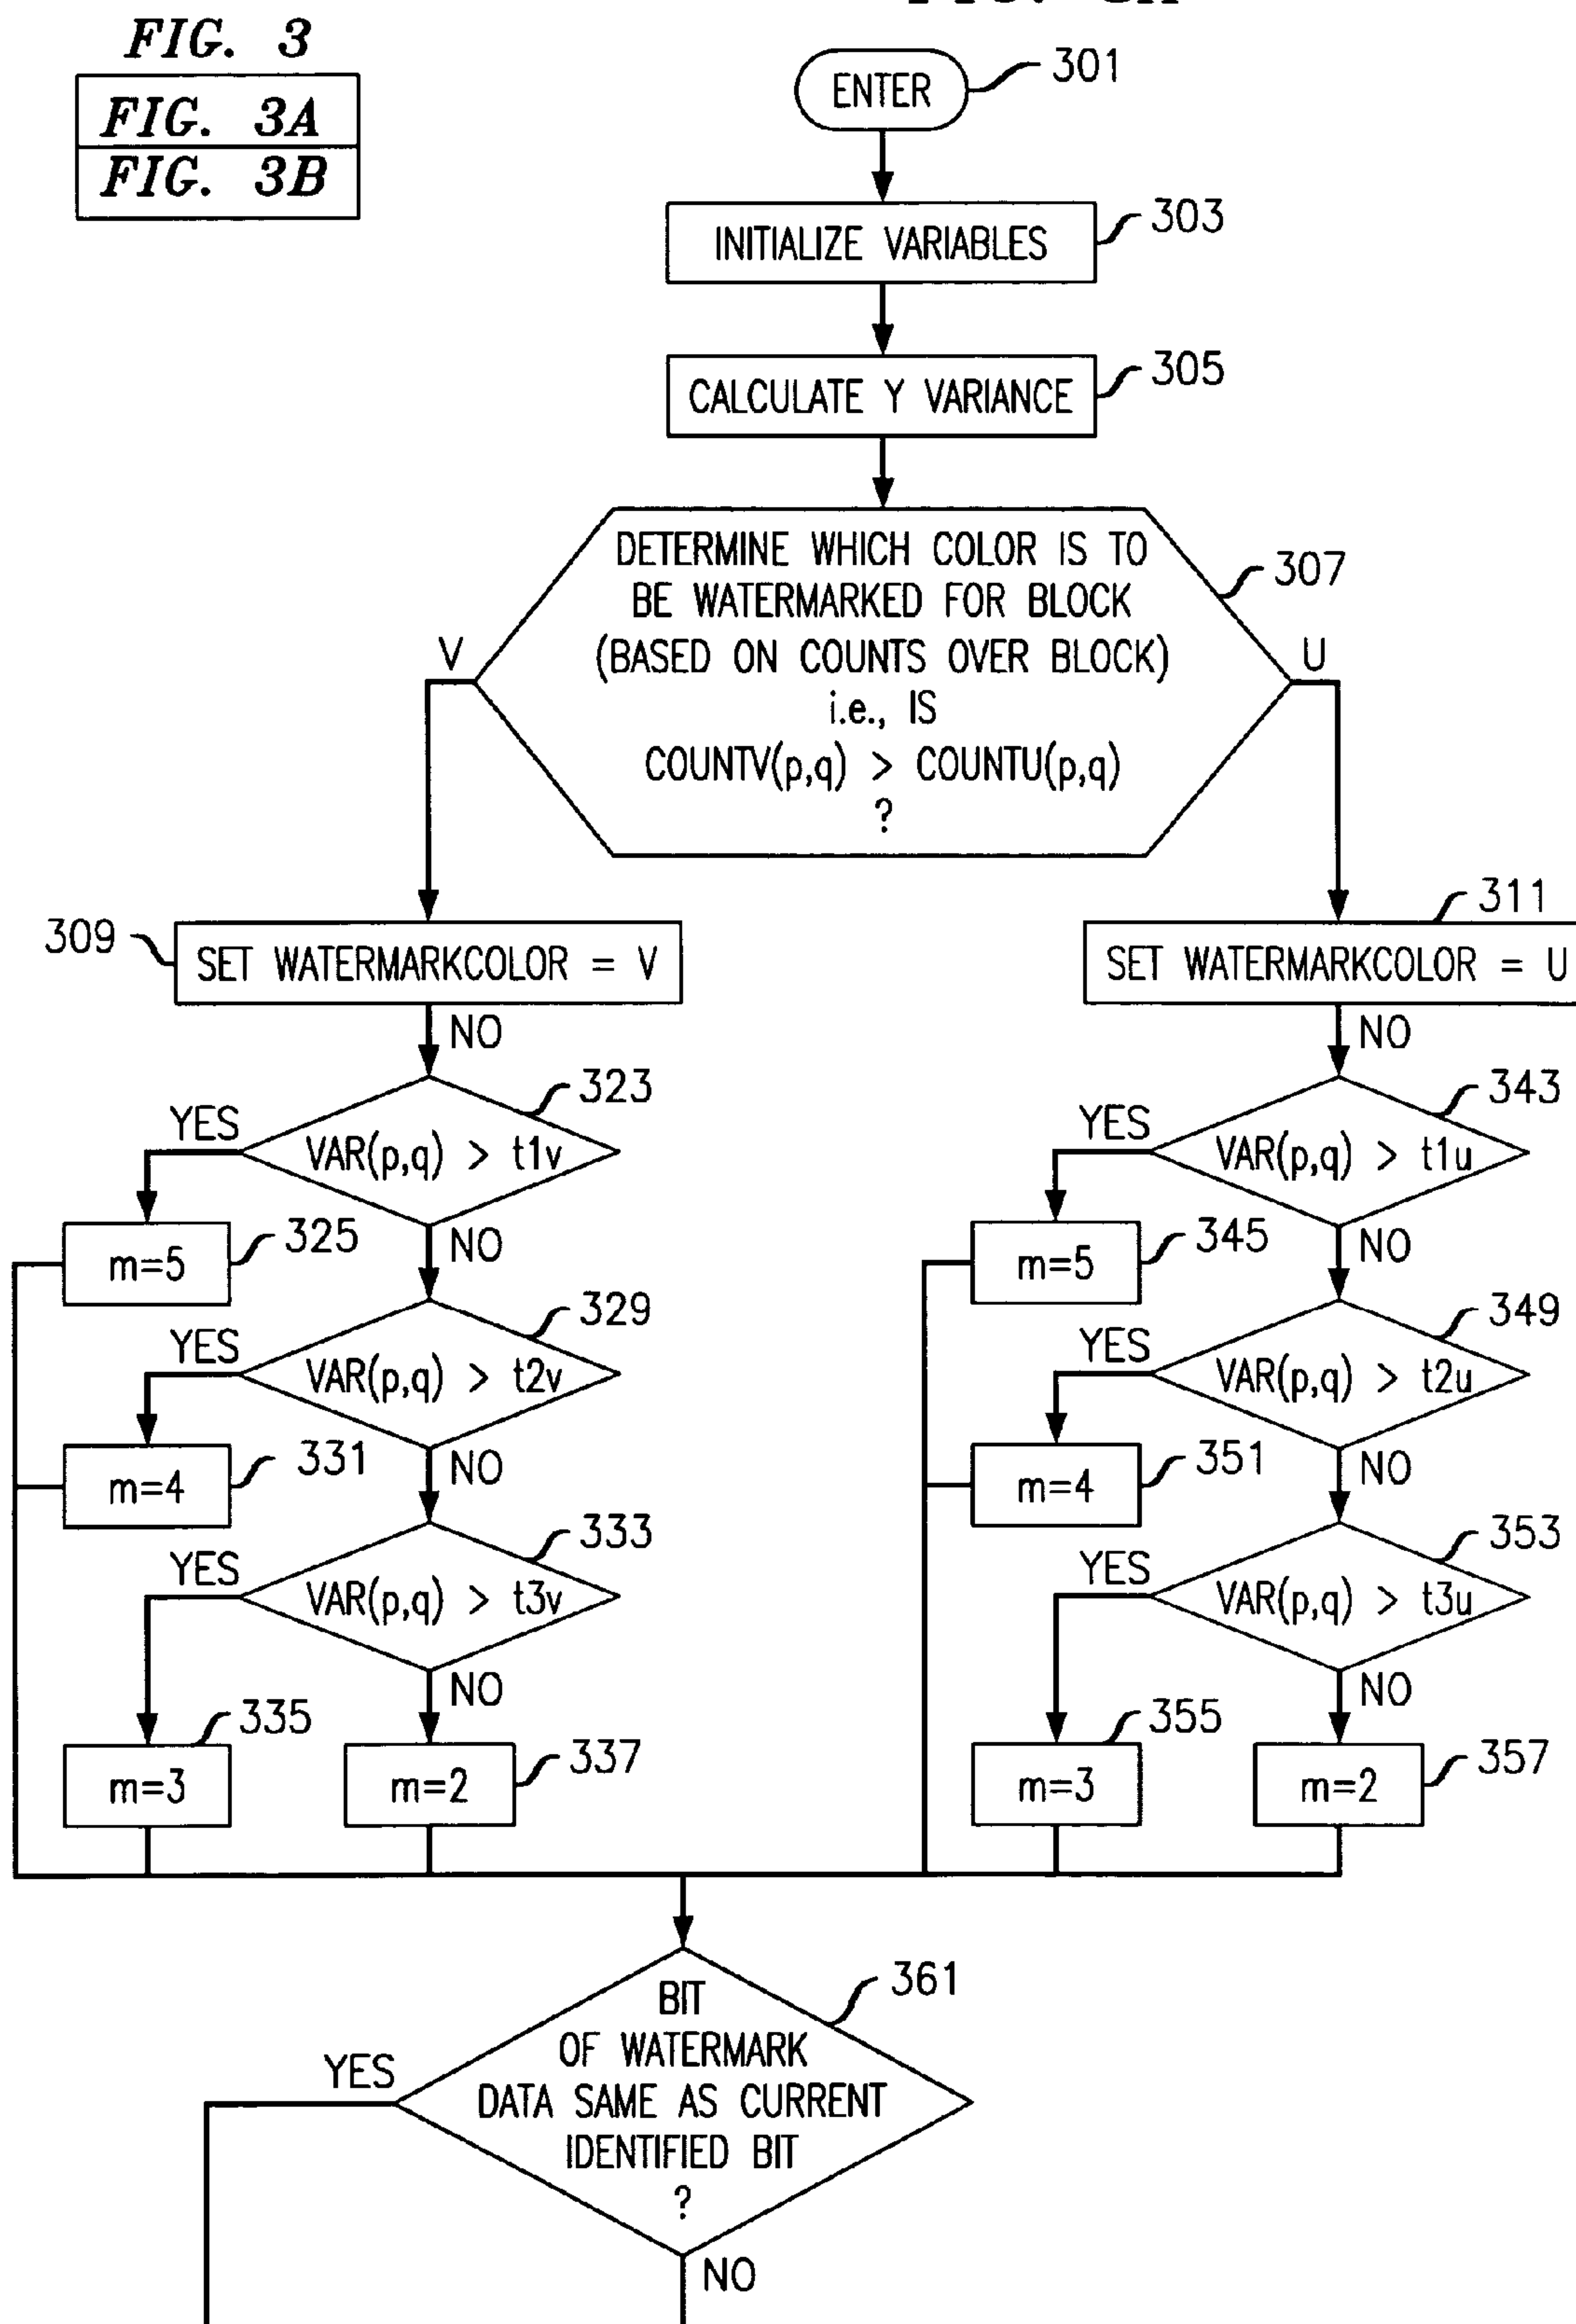 FIG. 3
FIG. 3A
FIG. 3B
ENTER
301
INITIALIZE VARIABLES
303
CALCULATE Y VARIANCE
305
DETERMINE WHICH COLOR IS TO
BE WATERMARKED FOR BLOCK
(BASED ON COUNTS OVER BLOCK)
i.e., IS
COUNTV(p,q) > COUNTU(p,q)
?
307
V
U
309
SET WATERMARKCOLOR = V
311
SET WATERMARKCOLOR = U
NO
NO
323
YES
VAR(p,q) > t1v
343
YES
VAR(p,q) > t1u
325
m=5
NO
345
m=5
NO
329
YES
VAR(p,q) > t2v
349
YES
VAR(p,q) > t2u
331
m=4
NO
351
m=4
NO
333
YES
VAR(p,q) > t3v
353
YES
VAR(p,q) > t3u
NO
NO
335
m=3
337
m=2
355
m=3
357
m=2
361
BIT
OF WATERMARK
DATA SAME AS CURRENT
IDENTIFIED BIT
?
YES
NO